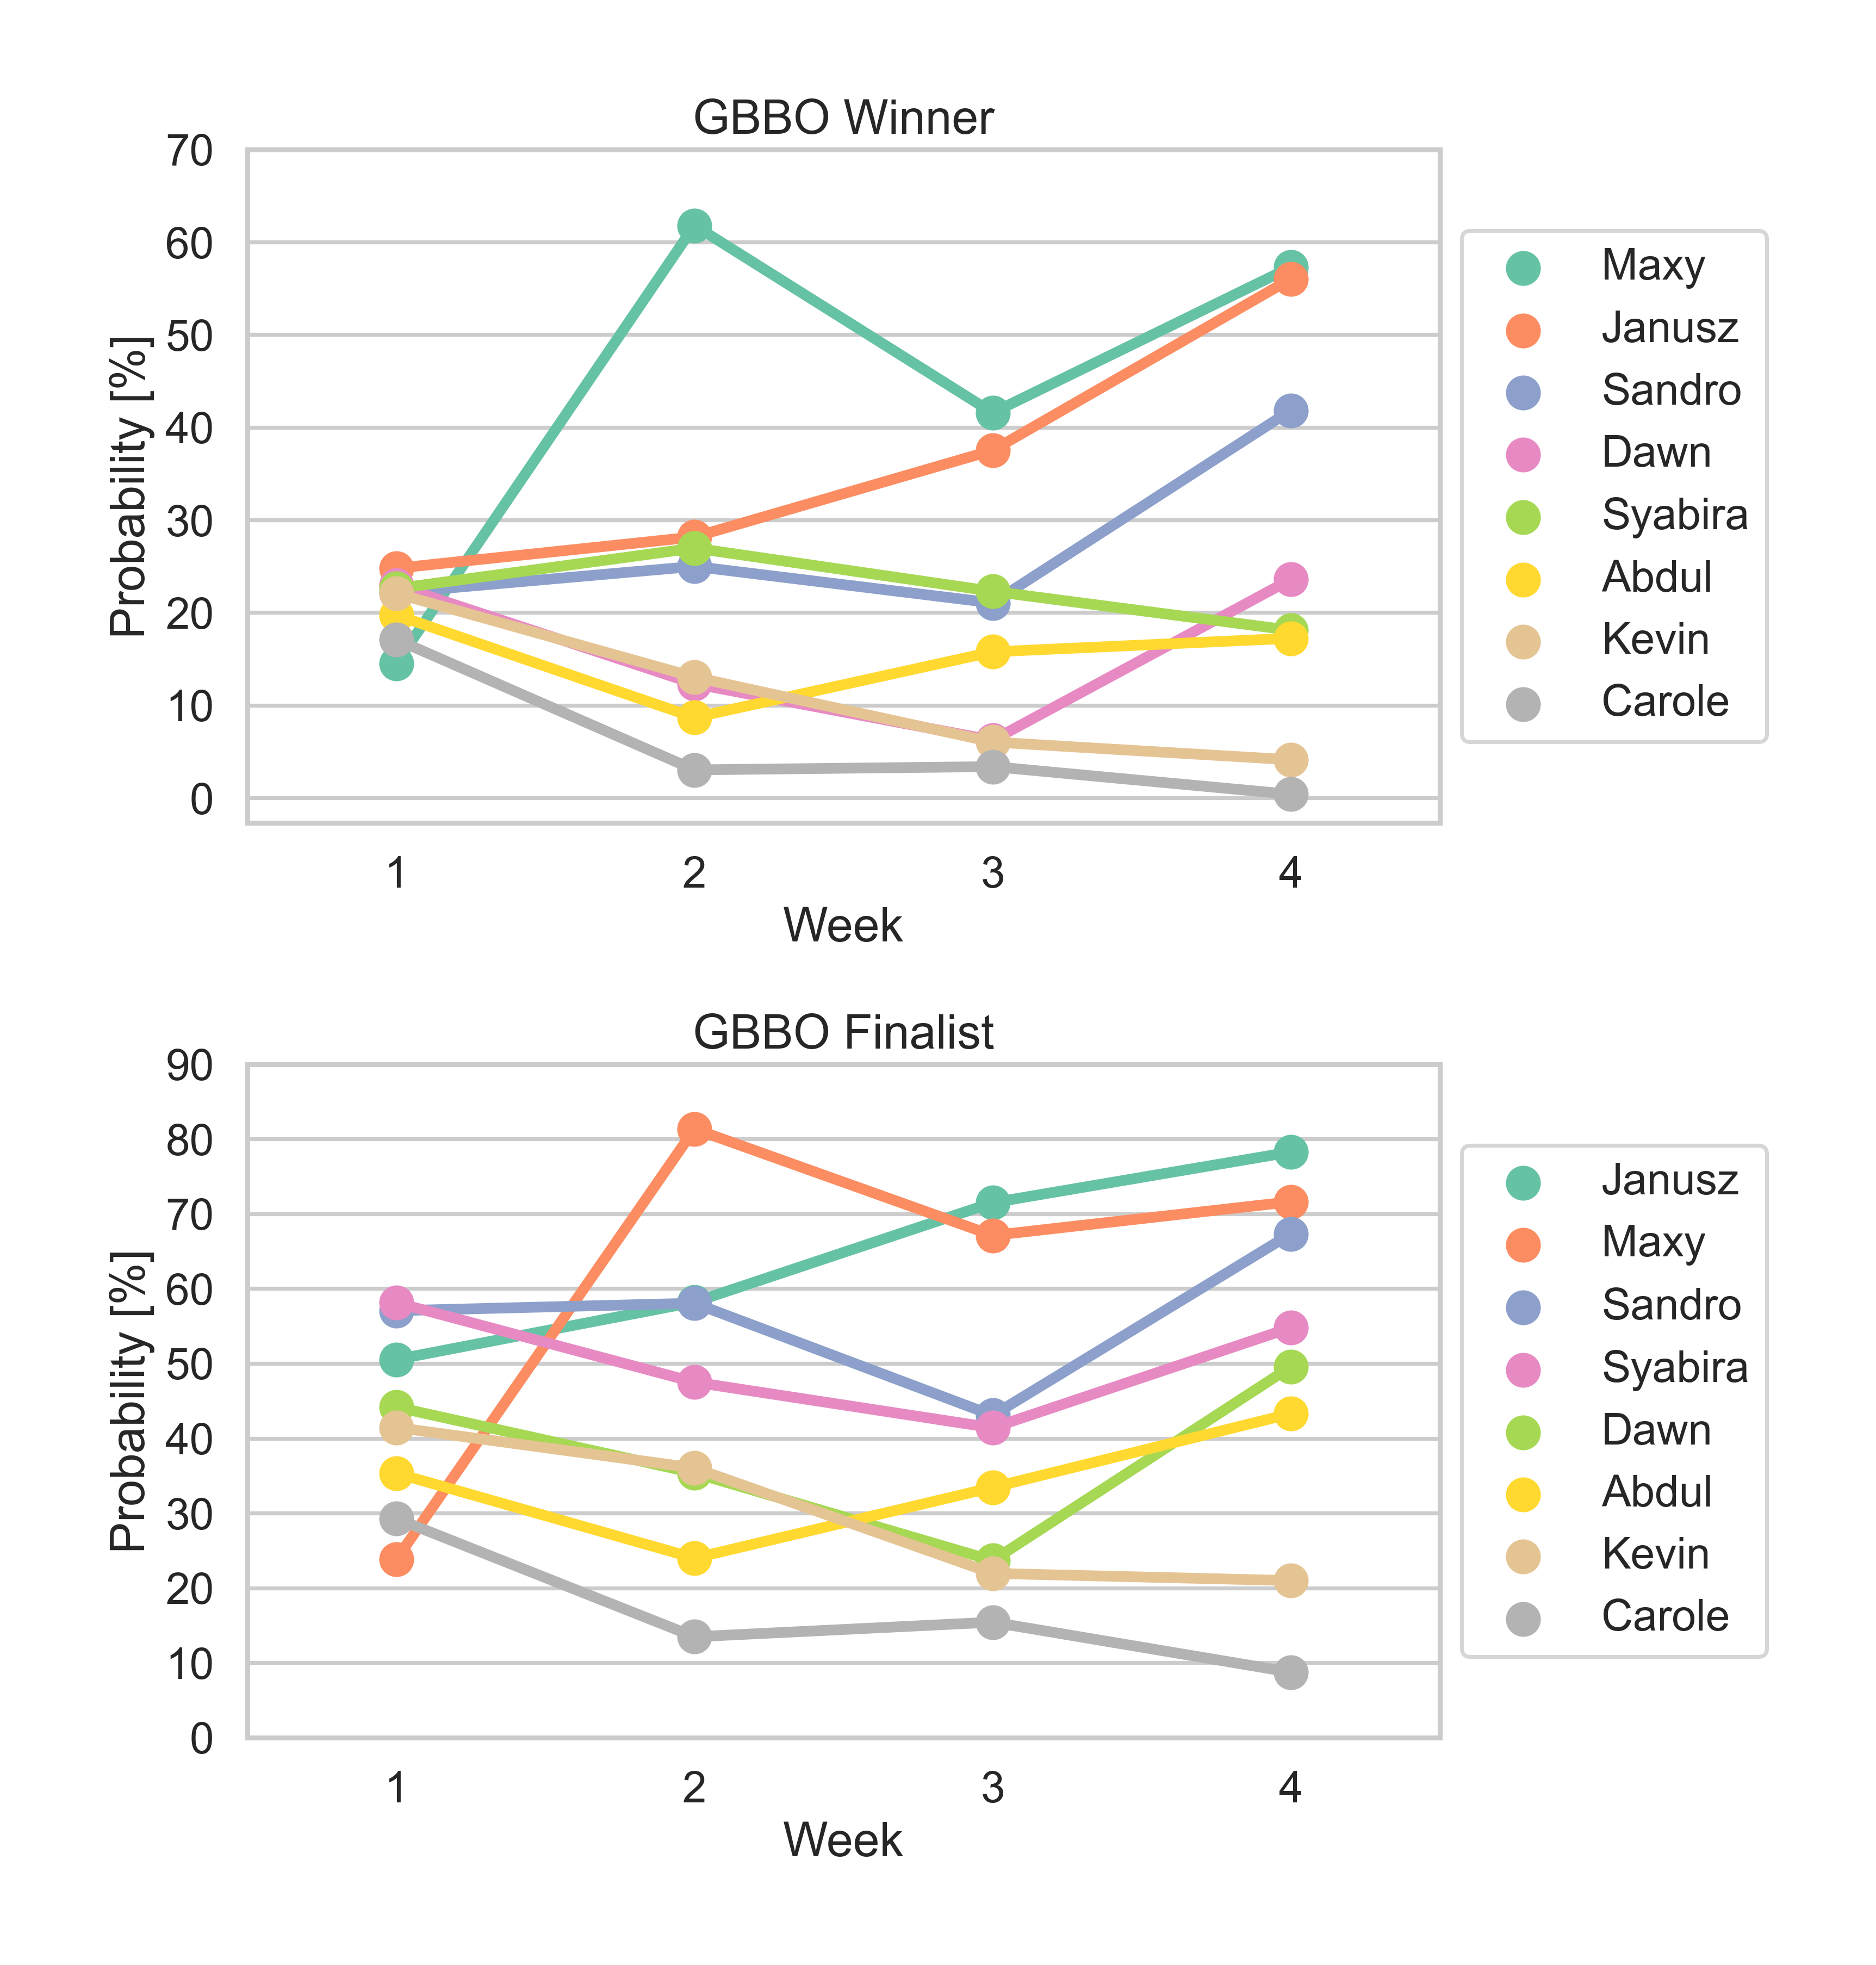 GBBO Winner
70
60
50
40
30
20
10
0
Probability [%]
1 2 3 4
Week
Maxy
Janusz
Sandro
Dawn
Syabira
Abdul
Kevin
Carole
GBBO Finalist
90
80
70
60
50
40
30
20
10
0
Probability [%]
1 2 3 4
Week
Janusz
Maxy
Sandro
Syabira
Dawn
Abdul
Kevin
Carole